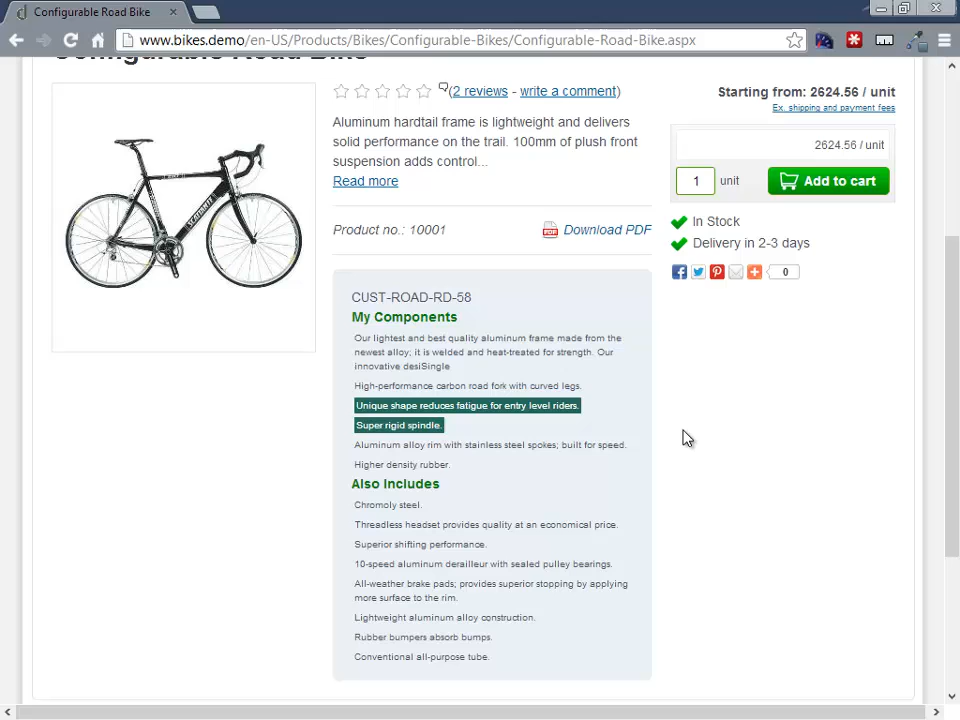 Configurable Road Bike
www.bikes.demo/en-US/Products/Bikes/Configurable-Bikes/Configurable-Road-Bike.aspx
Configurable Road Bike
(2 reviews - write a comment)
Aluminum hardtail frame is lightweight and delivers
solid performance on the trail. 100mm of plush front
suspension adds control...
Read more
Product no.: 10001
Download PDF
Starting from: 2624.56 / unit
Ex. shipping and payment fees
2624.56 / unit
1 unit
Add to cart
In Stock
Delivery in 2-3 days
0
CUST-ROAD-RD-58
My Components
Our lightest and best quality aluminum frame made from the
newest alloy; it is welded and heat-treated for strength. Our
innovative desiSingle
High-performance carbon road fork with curved legs.
Unique shape reduces fatigue for entry level riders.
Super rigid spindle.
Aluminum alloy rim with stainless steel spokes; built for speed.
Higher density rubber.
Also Includes
Chromoly steel.
Threadless headset provides quality at an economical price.
Superior shifting performance.
10-speed aluminum derailleur with sealed pulley bearings.
All-weather brake pads; provides superior stopping by applying
more surface to the rim.
Lightweight aluminum alloy construction.
Rubber bumpers absorb bumps.
Conventional all-purpose tube.